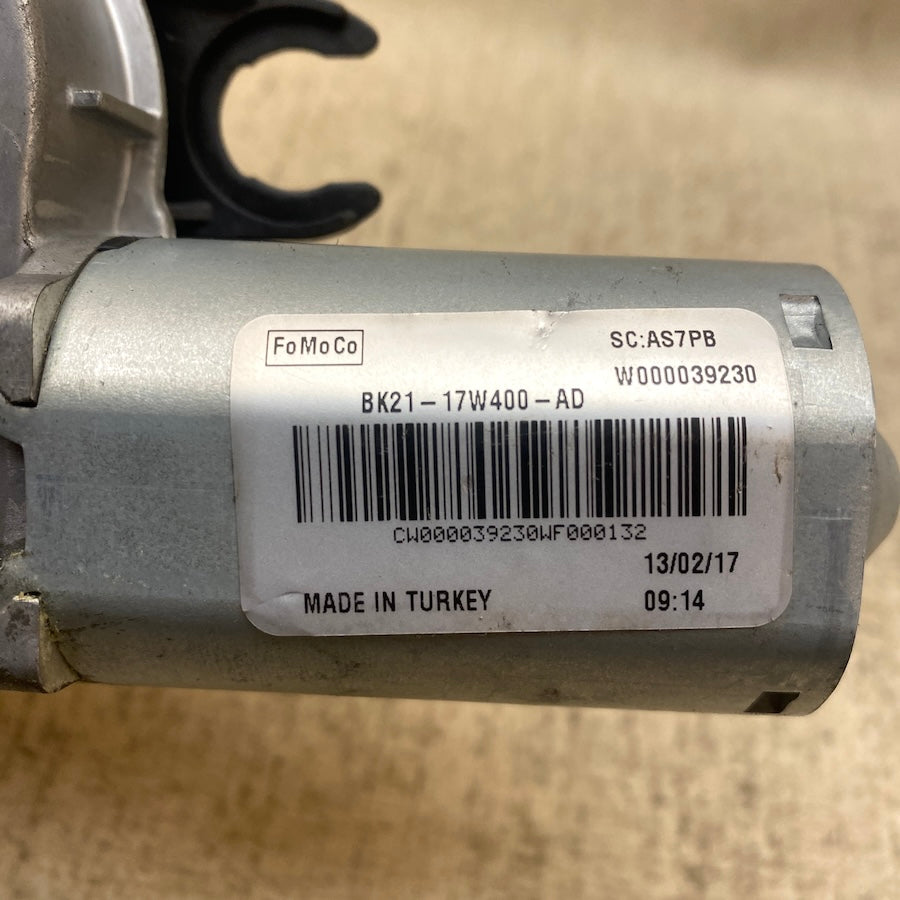 FoMoCo
SC:AS7PB
W000039230
BK21-17W400-AD
CW000039230WF000132
13/02/17
MADE IN TURKEY
09:14